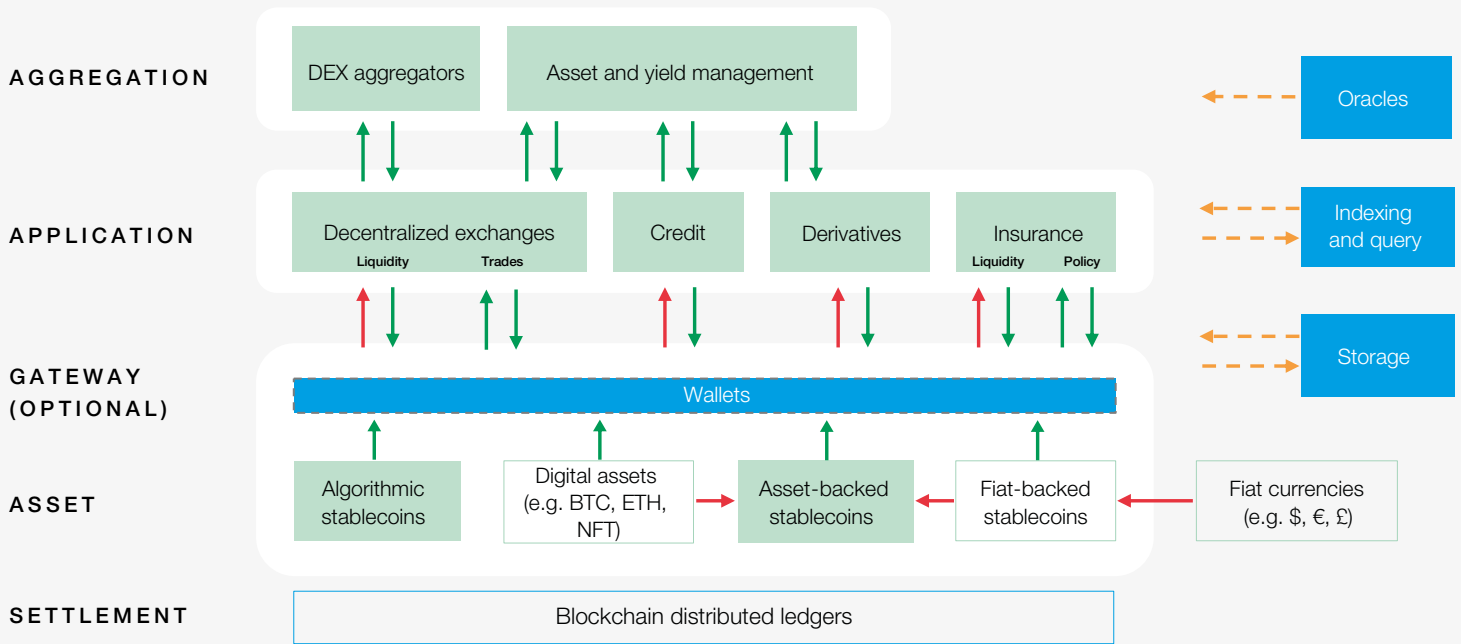 AGGREGATION
DEX aggregators
Asset and yield management
Oracles
APPLICATION
Decentralized exchanges
Liquidity
Trades
Credit
Derivatives
Insurance
Liquidity
Policy
Indexing
and query
GATEWAY
(OPTIONAL)
Wallets
Storage
ASSET
Algorithmic
stablecoins
Digital assets
(e.g. BTC, ETH,
NFT)
Asset-backed
stablecoins
Fiat-backed
stablecoins
Fiat currencies
(e.g. $, €, £)
SETTLEMENT
Blockchain distributed ledgers